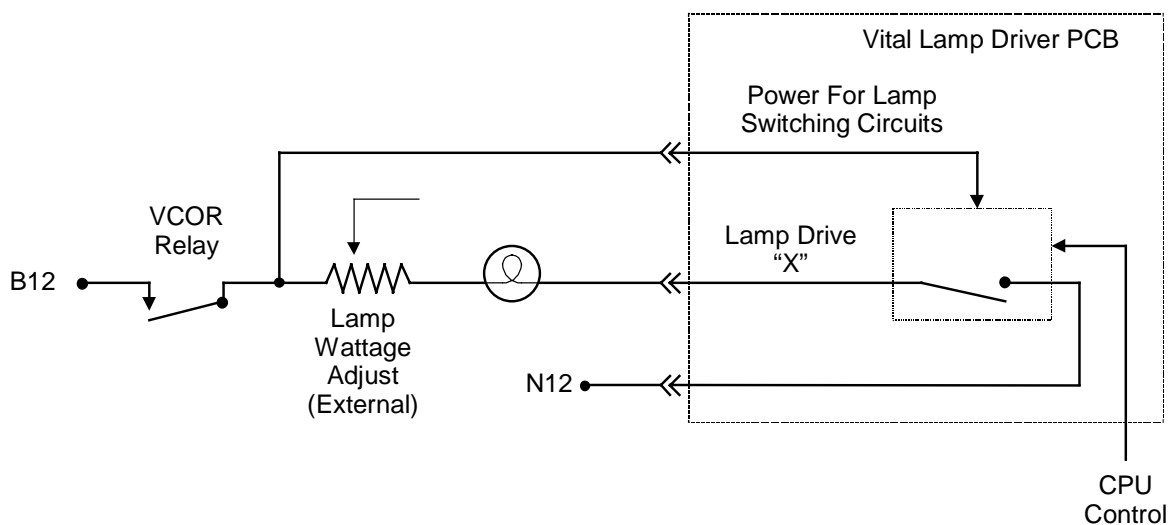 Vital Lamp Driver PCB
Power For Lamp
Switching Circuits
VCOR
Relay
Lamp Drive
“X”
B12
Lamp
Wattage
Adjust
(External)
N12
CPU
Control